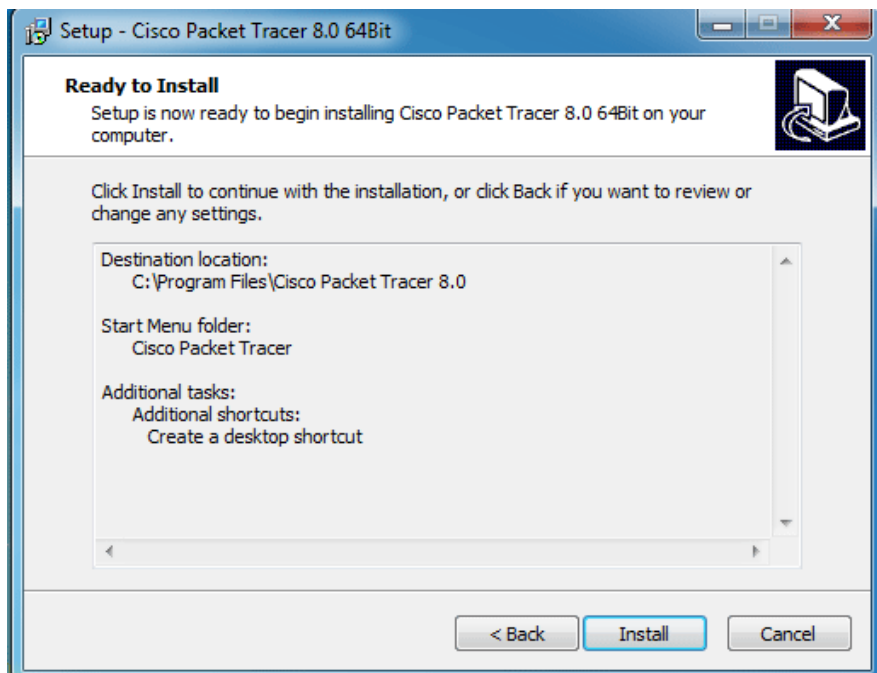 Setup - Cisco Packet Tracer 8.0 64Bit
Ready to Install
Setup is now ready to begin installing Cisco Packet Tracer 8.0 64Bit on your
computer.
Click Install to continue with the installation, or click Back if you want to review or
change any settings.
Destination location:
C:\Program Files\Cisco Packet Tracer 8.0
Start Menu folder:
Cisco Packet Tracer
Additional tasks:
Additional shortcuts:
Create a desktop shortcut
< Back
Install
Cancel